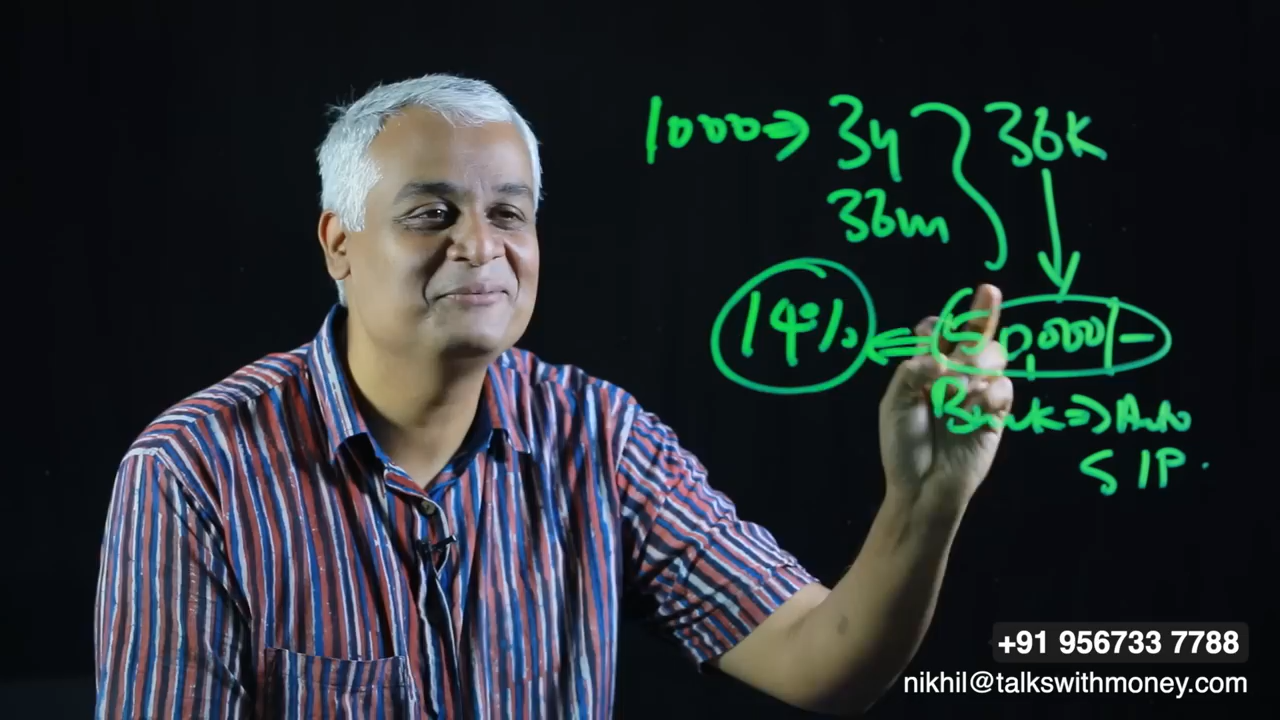 1000 ⇒ 3y } 36k
36m
14% ⇐ 50,000/-
Bank ⇒ Auto
SIP.
+91 956733 7788
nikhil@talkswithmoney.com